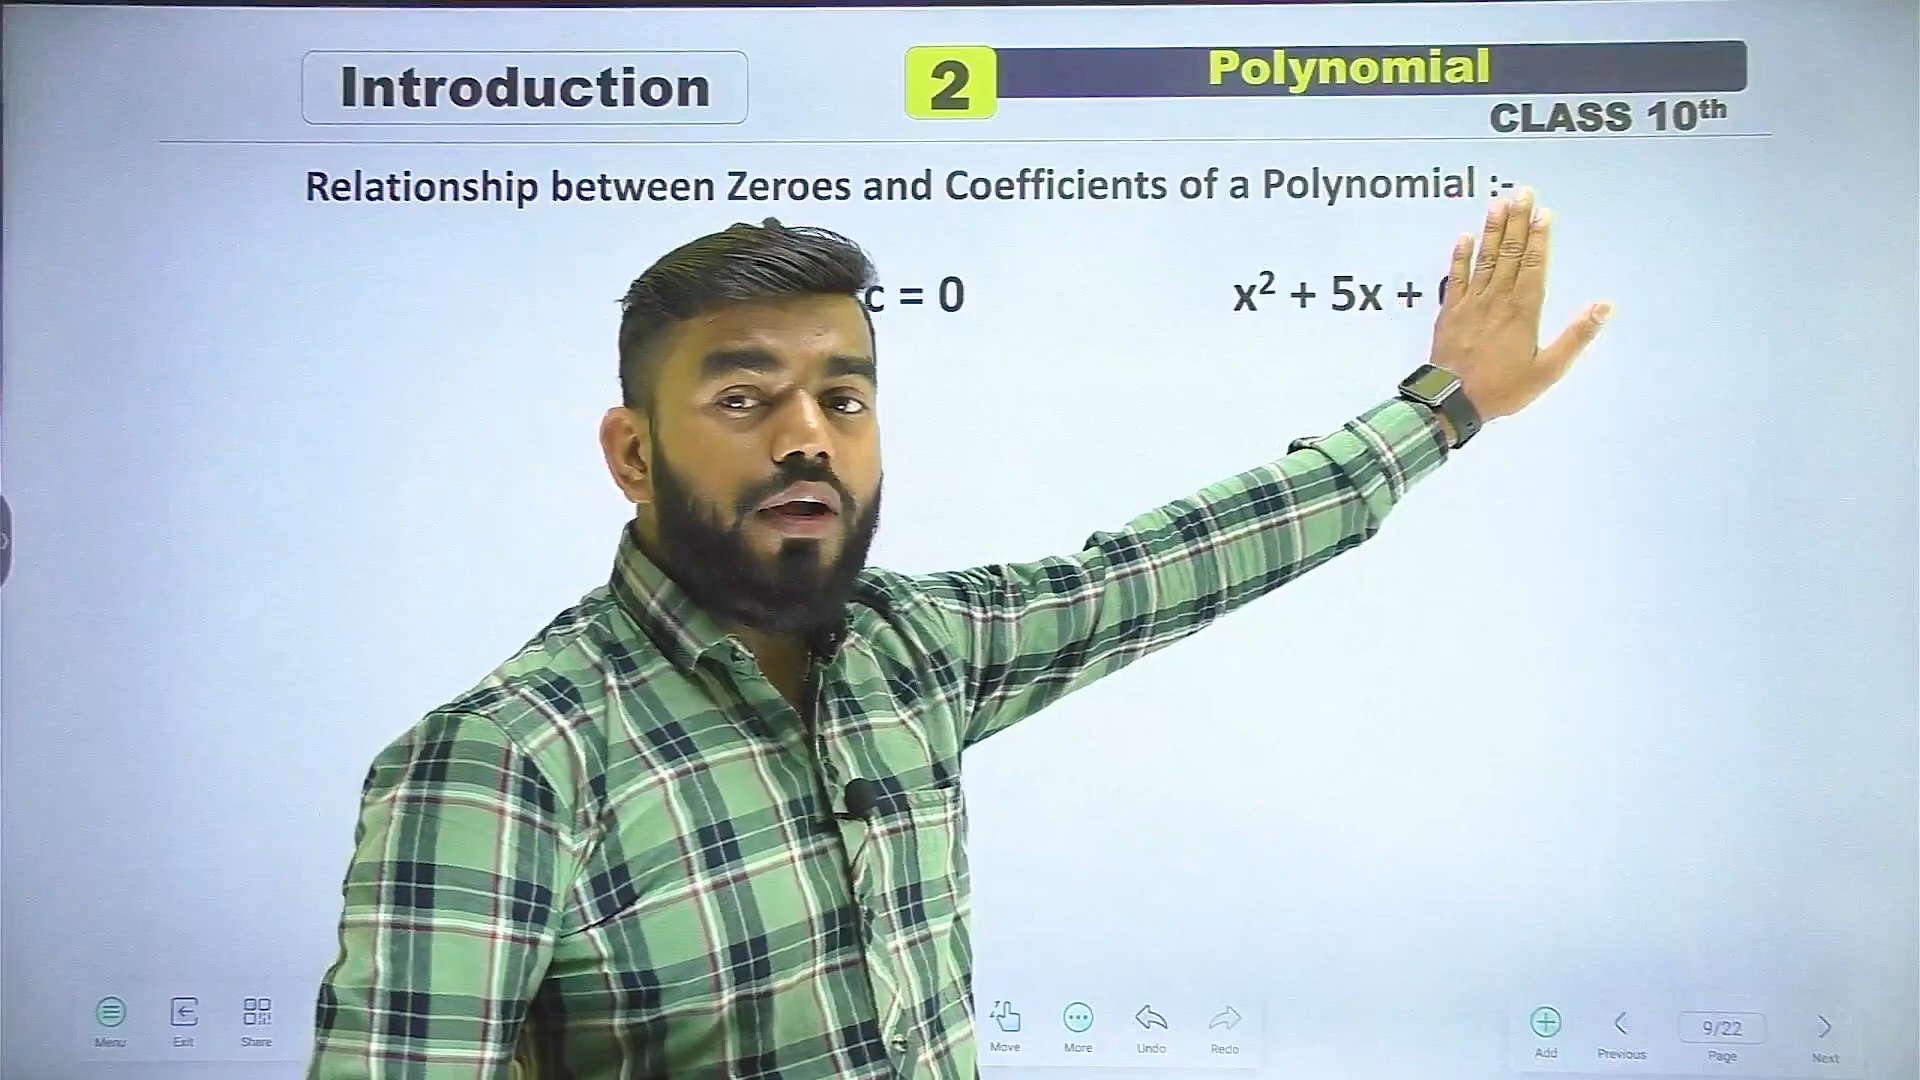 Introduction
2
Polynomial
CLASS 10th
Relationship between Zeroes and Coefficients of a Polynomial :-
c = 0
x² + 5x +
Menu
Exit
Share
Move
More
Undo
Redo
Add
Previous
9/22
Page
Next